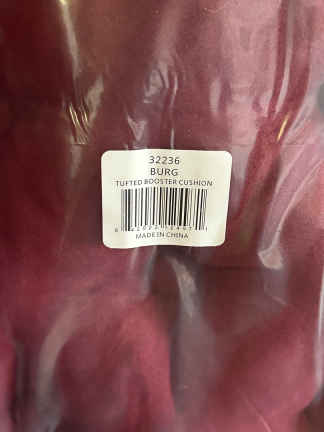 32236
BURG
TUFTED BOOSTER CUSHION
MADE IN CHINA